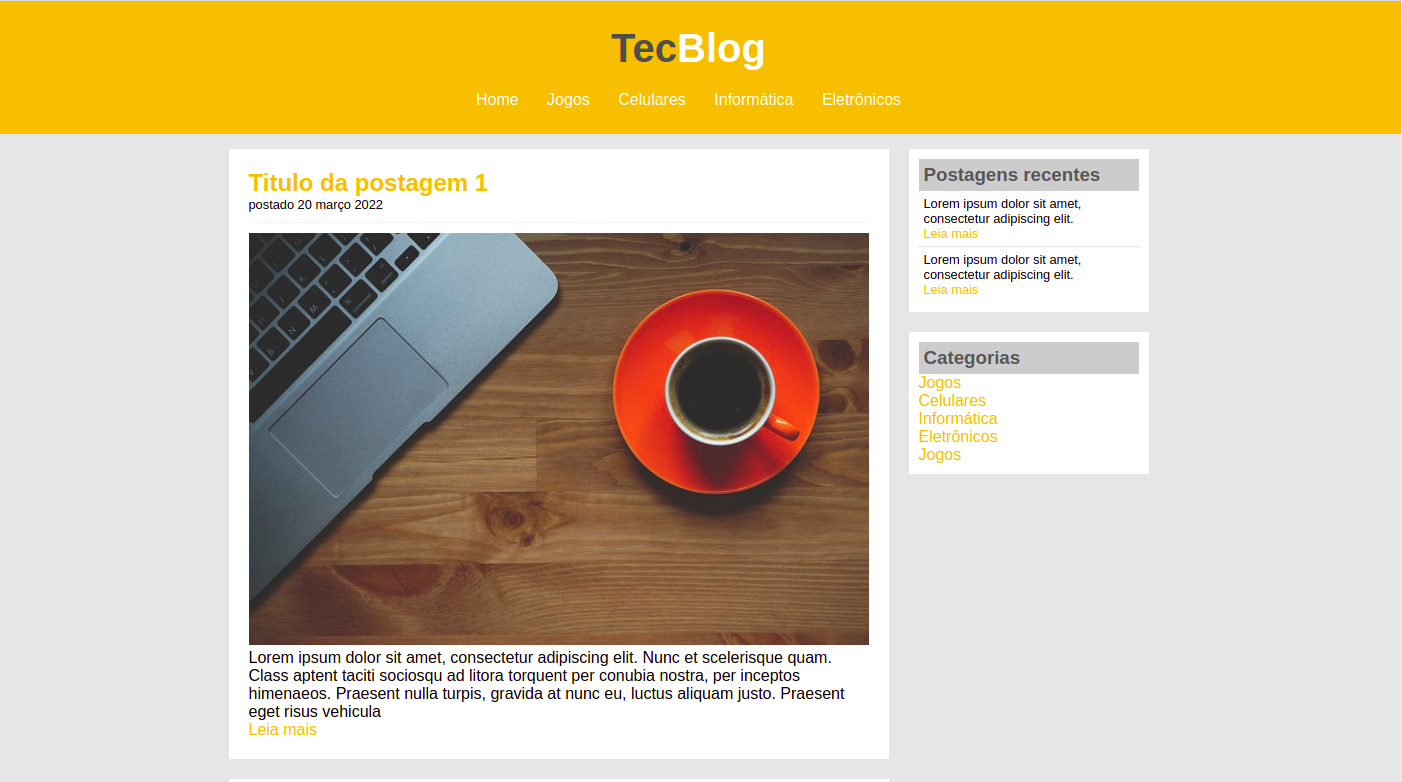 TecBlog
Home Jogos Celulares Informática Eletrônicos
Titulo da postagem 1
postado 20 março 2022
Lorem ipsum dolor sit amet, consectetur adipiscing elit. Nunc et scelerisque quam.
Class aptent taciti sociosqu ad litora torquent per conubia nostra, per inceptos
himenaeos. Praesent nulla turpis, gravida at nunc eu, luctus aliquam justo. Praesent
eget risus vehicula
Leia mais
Postagens recentes
Lorem ipsum dolor sit amet,
consectetur adipiscing elit.
Leia mais
Lorem ipsum dolor sit amet,
consectetur adipiscing elit.
Leia mais
Categorias
Jogos
Celulares
Informática
Eletrônicos
Jogos